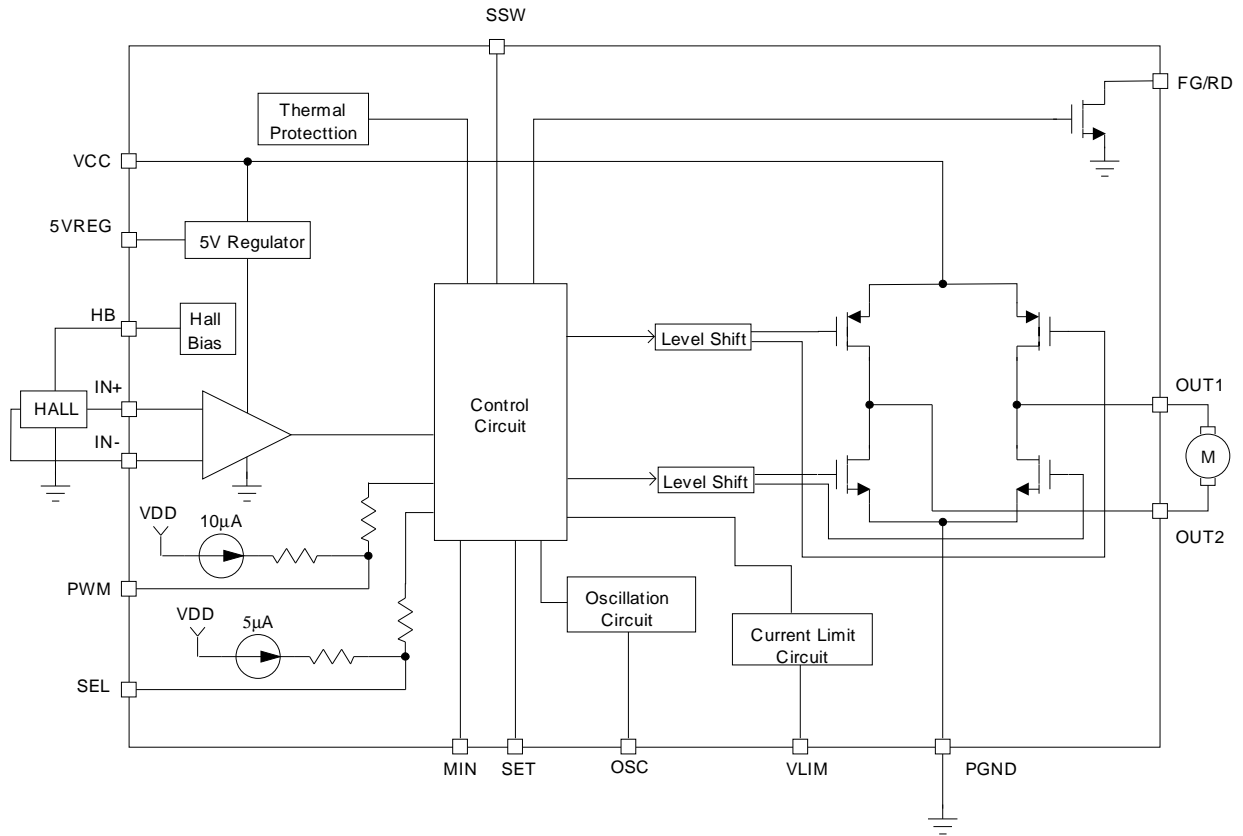 SSW
FG/RD
Thermal
Protecttion
VCC
5VREG
5V Regulator
HB
Hall
Bias
Level Shift
IN+
HALL
IN-
Control
Circuit
OUT1
M
Level Shift
OUT2
VDD
10μA
PWM
VDD
5μA
Oscillation
Circuit
Current Limit
Circuit
SEL
MIN
SET
OSC
VLIM
PGND